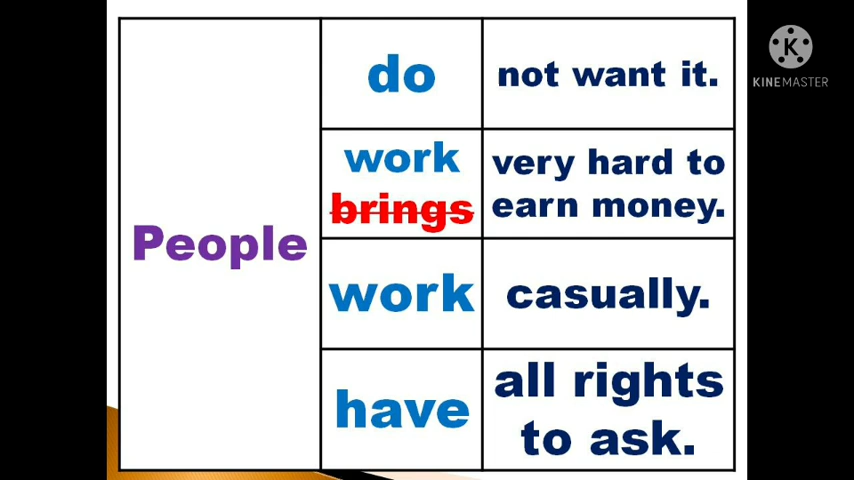 People
do
not want it.
work
brings
very hard to
earn money.
work
casually.
have
all rights
to ask.
K
KINEMASTER